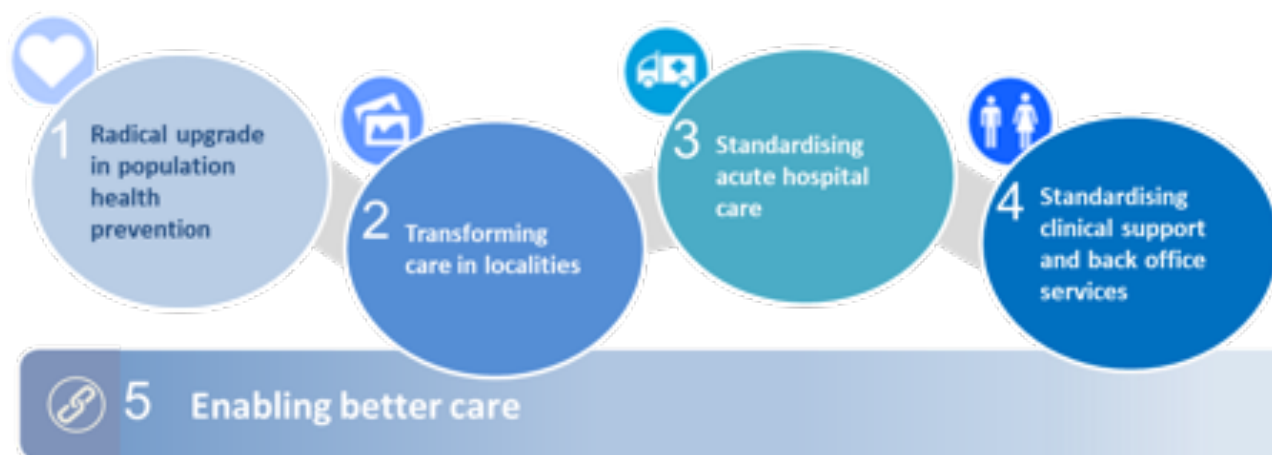 1
Radical upgrade
in population
health
prevention
2
Transforming
care in localities
3
Standardising
acute hospital
care
4
Standardising
clinical support
and back office
services
5 Enabling better care